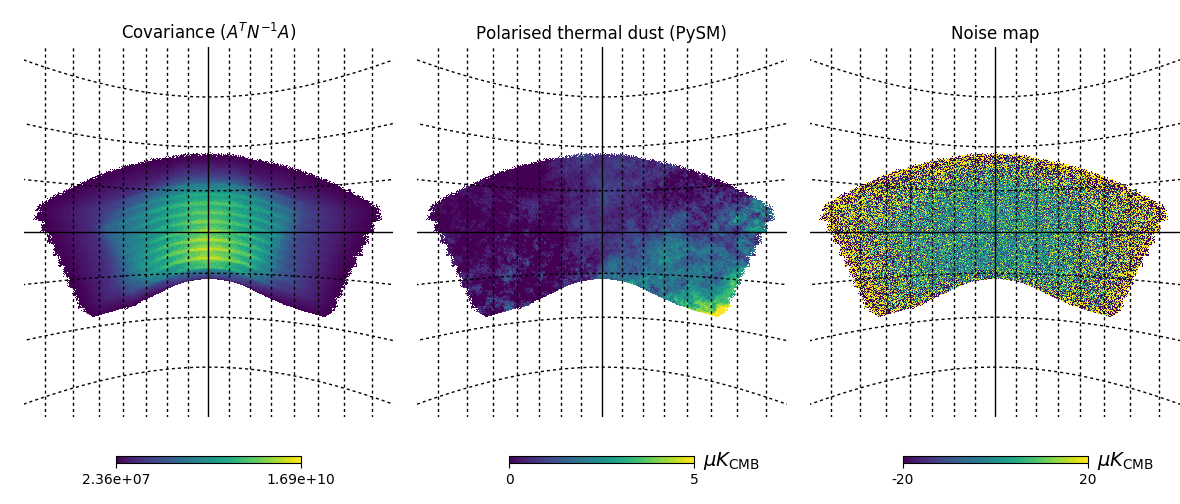 Covariance ($A^T N^{-1} A$)
Polarised thermal dust (PySM)
Noise map
2.36e+07 1.69e+10
0 5 μK_CMB
-20 20 μK_CMB